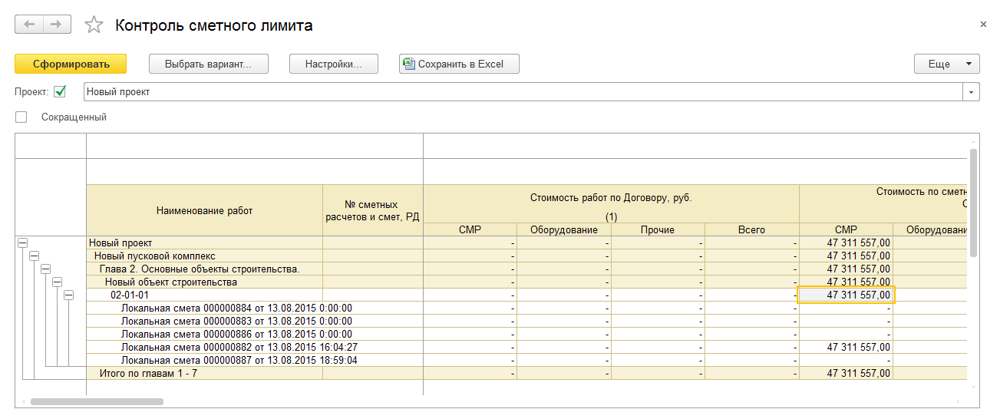 Контроль сметного лимита
Сформировать Выбрать вариант... Настройки... Сохранить в Excel Еще
Проект: Новый проект
Сокращенный
Наименование работ № сметных расчетов и смет, РД Стоимость работ по Договору, руб. (1) Стоимость по сметн
С
СМР Оборудование Прочие Всего СМР Оборудовани
Новый проект - - - - 47 311 557,00
Новый пусковой комплекс - - - - 47 311 557,00
Глава 2. Основные объекты строительства. - - - - 47 311 557,00
Новый объект строительства - - - - 47 311 557,00
02-01-01 - - - - 47 311 557,00
Локальная смета 000000884 от 13.08.2015 0:00:00 - - - - -
Локальная смета 000000883 от 13.08.2015 0:00:00 - - - - -
Локальная смета 000000886 от 13.08.2015 0:00:00 - - - - -
Локальная смета 000000882 от 13.08.2015 16:04:27 - - - - 47 311 557,00
Локальная смета 000000887 от 13.08.2015 18:59:04 - - - - -
Итого по главам 1 - 7 - - - - 47 311 557,00